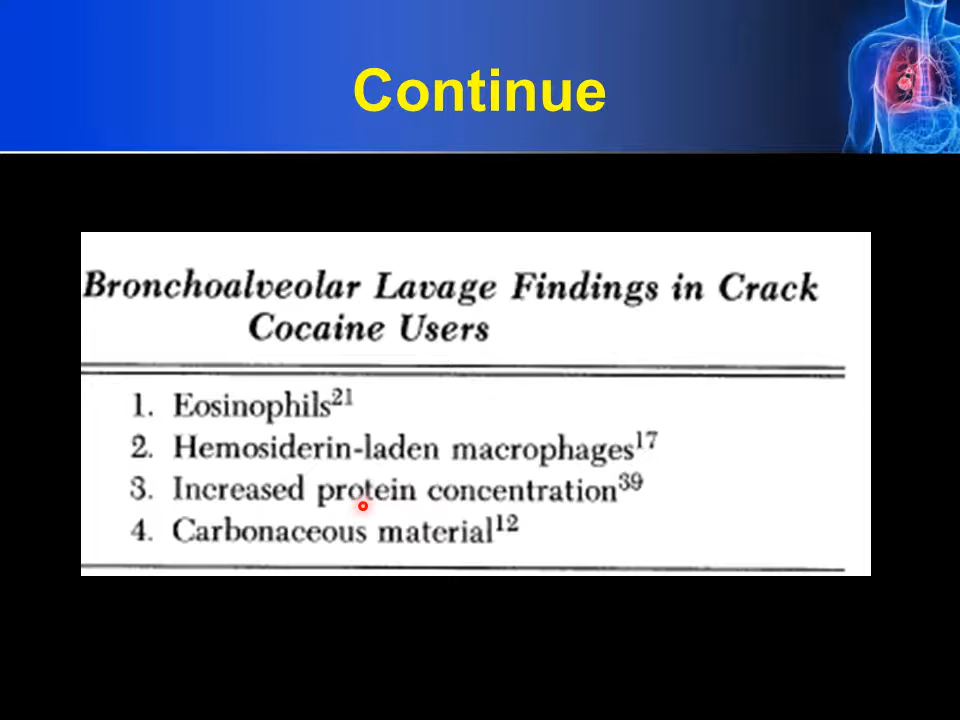 Continue
Bronchoalveolar Lavage Findings in Crack
Cocaine Users
1. Eosinophils²¹
2. Hemosiderin-laden macrophages¹⁷
3. Increased protein concentration³⁹
4. Carbonaceous material¹²